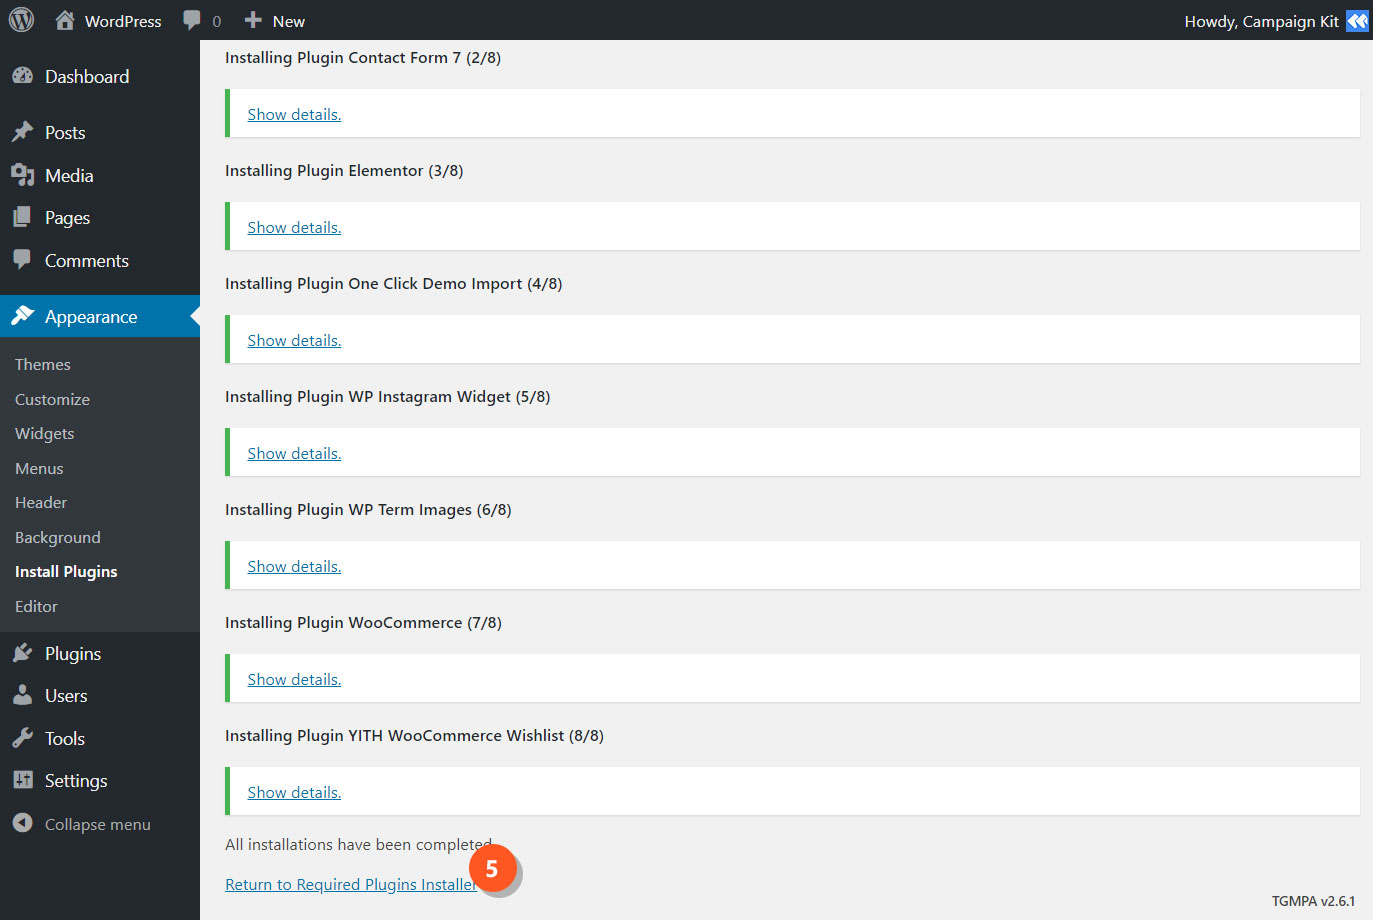 WordPress 0 New Howdy, Campaign Kit
Dashboard
Posts
Media
Pages
Comments
Appearance
Themes
Customize
Widgets
Menus
Header
Background
Install Plugins
Editor
Plugins
Users
Tools
Settings
Collapse menu
Installing Plugin Contact Form 7 (2/8)
Show details.
Installing Plugin Elementor (3/8)
Show details.
Installing Plugin One Click Demo Import (4/8)
Show details.
Installing Plugin WP Instagram Widget (5/8)
Show details.
Installing Plugin WP Term Images (6/8)
Show details.
Installing Plugin WooCommerce (7/8)
Show details.
Installing Plugin YITH WooCommerce Wishlist (8/8)
Show details.
All installations have been completed
5
Return to Required Plugins Installer
TGMPA v2.6.1